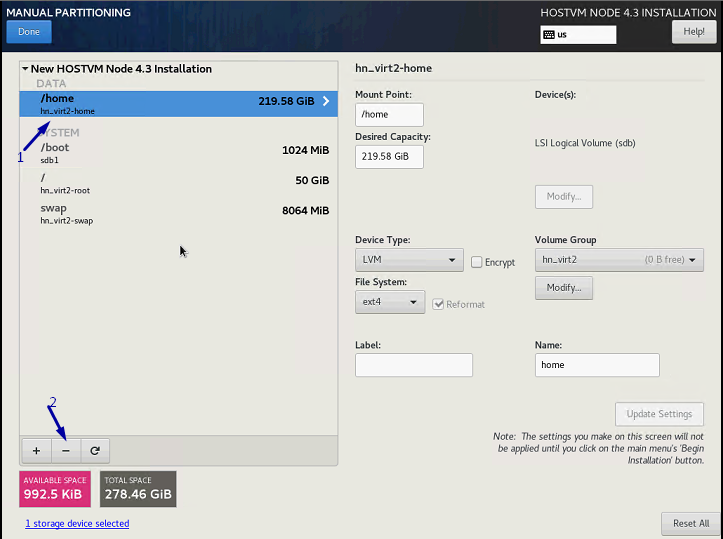 MANUAL PARTITIONING
HOSTVM NODE 4.3 INSTALLATION
Done
us
Help!
New HOSTVM Node 4.3 Installation
DATA
/home
hn_virt2-home
219.58 GiB
1
SYSTEM
/boot
sdb1
1024 MiB
/
hn_virt2-root
50 GiB
swap
hn_virt2-swap
8064 MiB
2
+
−
AVAILABLE SPACE
992.5 KiB
TOTAL SPACE
278.46 GiB
1 storage device selected
hn_virt2-home
Mount Point:
Device(s):
/home
Desired Capacity:
219.58 GiB
LSI Logical Volume (sdb)
Modify...
Device Type:
Volume Group
LVM
Encrypt
hn_virt2 (0 B free)
File System:
Modify...
ext4
Reformat
Label:
Name:
home
Update Settings
Note: The settings you make on this screen will not
be applied until you click on the main menu's 'Begin
Installation' button.
Reset All